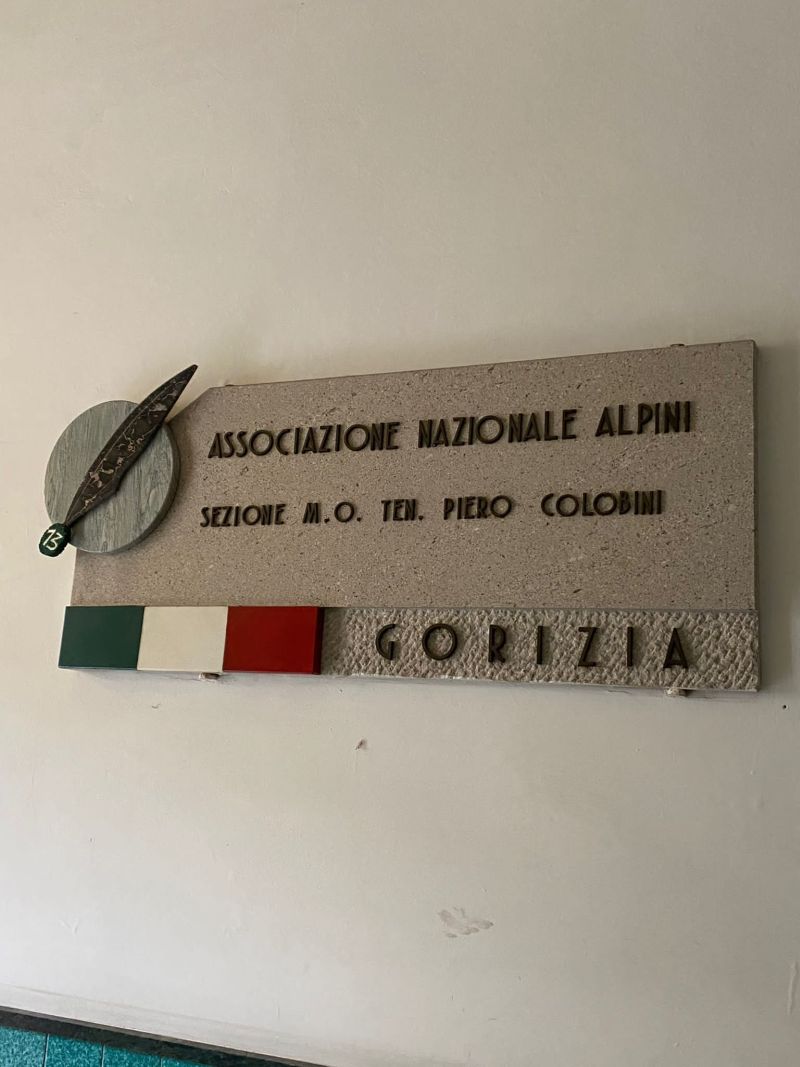 ASSOCIAZIONE NAZIONALE ALPINI
SEZIONE M.O. TEN. PIERO COLOBINI
13
GORIZIA